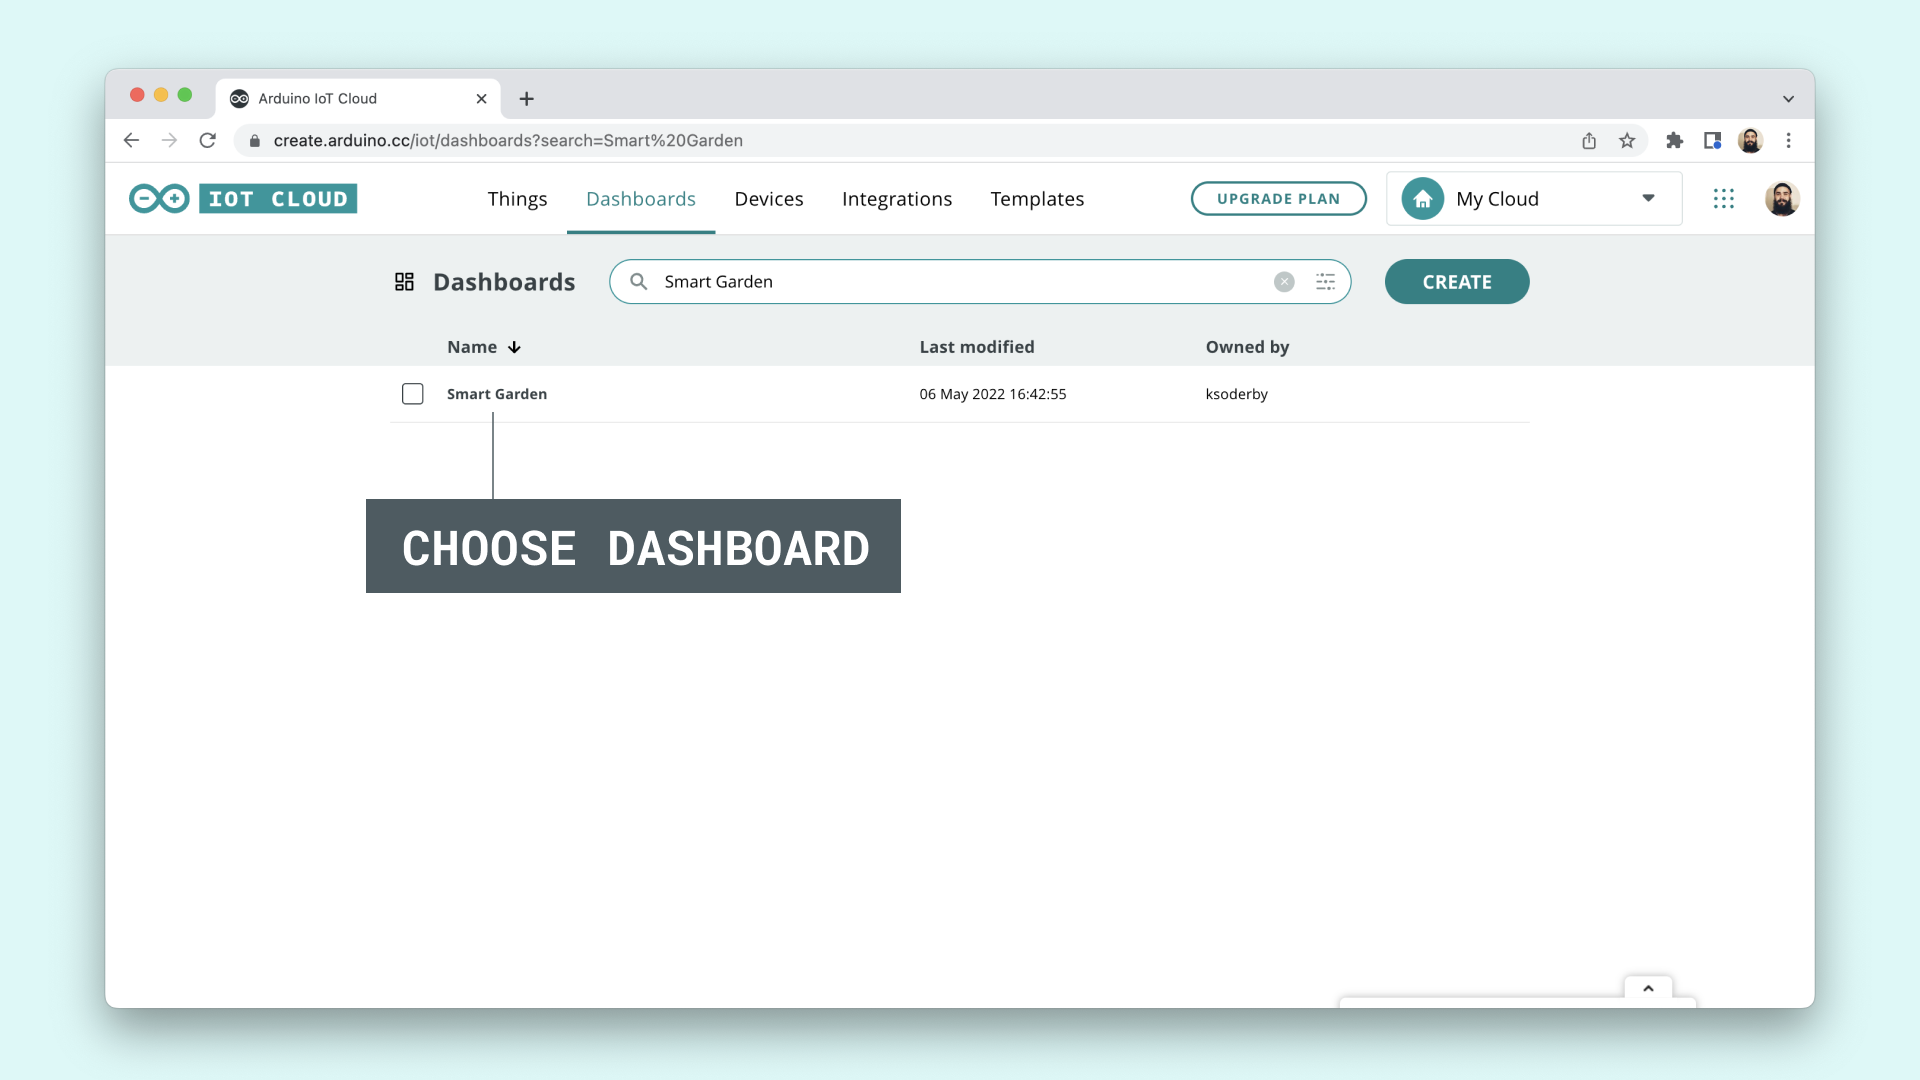 Arduino IoT Cloud
create.arduino.cc/iot/dashboards?search=Smart%20Garden
IOT CLOUD
Things
Dashboards
Devices
Integrations
Templates
UPGRADE PLAN
My Cloud
Dashboards
Smart Garden
CREATE
Name
Last modified
Owned by
Smart Garden
06 May 2022 16:42:55
ksoderby
CHOOSE DASHBOARD